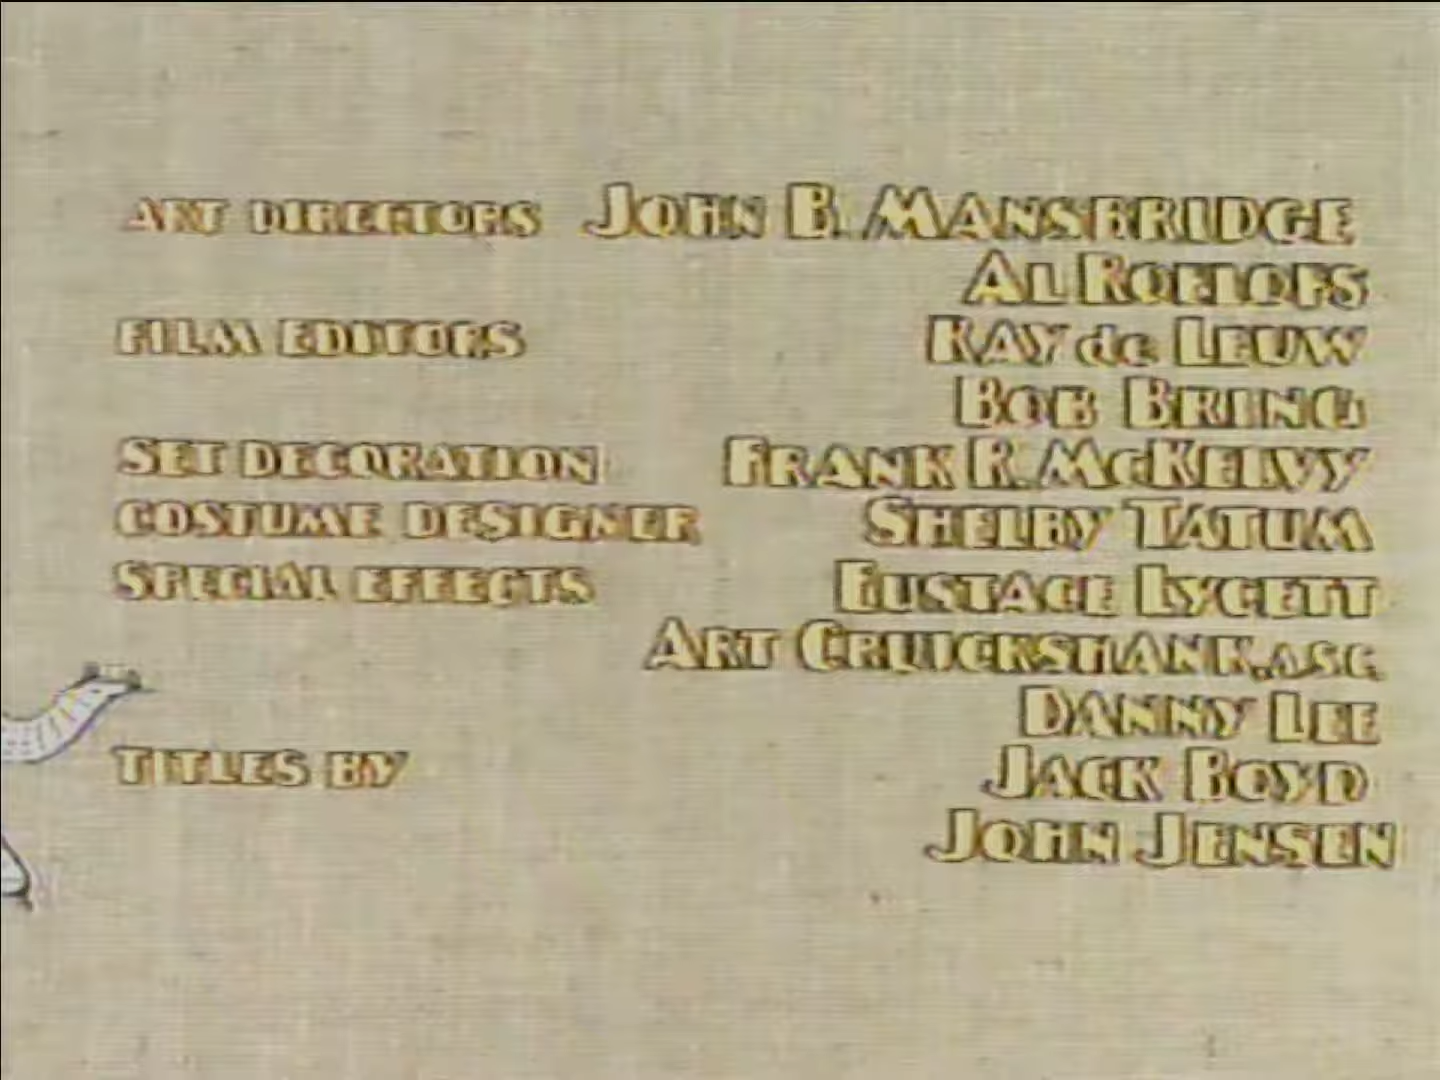 ART DIRECTORS JOHN B. MANSBRIDGE
AL ROELOFS
FILM EDITORS RAY de LEUW
BOB BRING
SET DECORATION FRANK R. McKELVY
COSTUME DESIGNER SHELBY TATUM
SPECIAL EFFECTS EUSTACE LYCETT
ART CRUICKSHANK, A.S.C.
DANNY LEE
TITLES BY JACK BOYD
JOHN JENSEN